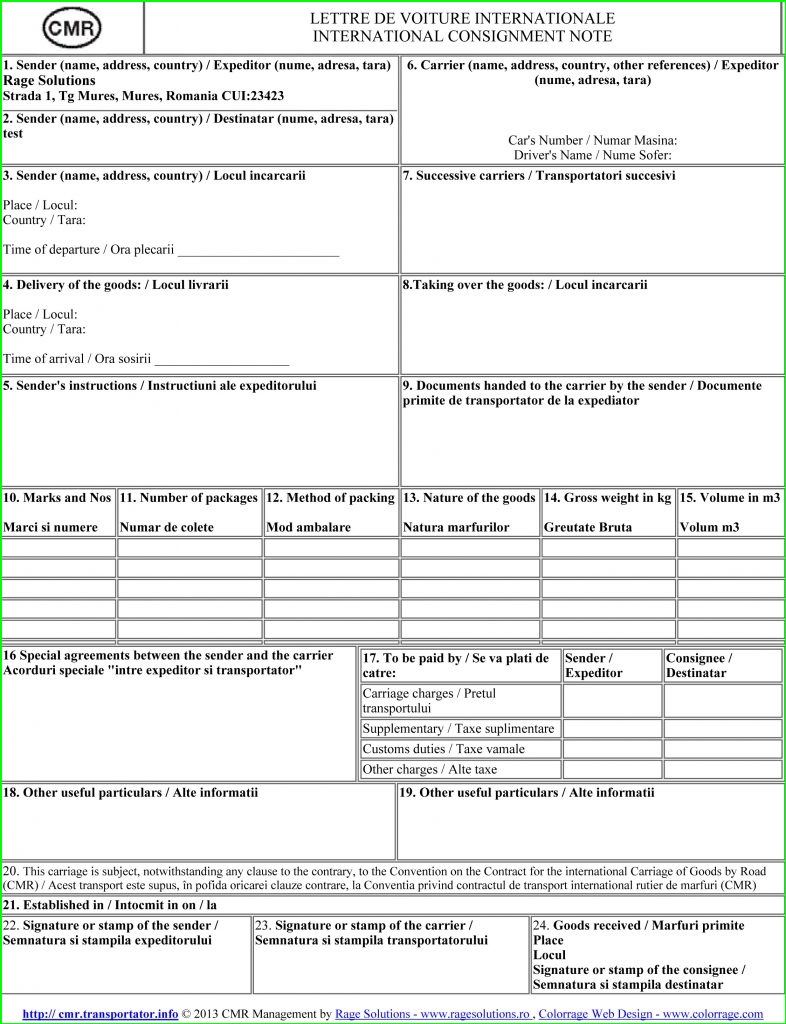 CMR
LETTRE DE VOITURE INTERNATIONALE
INTERNATIONAL CONSIGNMENT NOTE
1. Sender (name, address, country) / Expeditor (nume, adresa, tara)
Rage Solutions
Strada 1, Tg Mures, Mures, Romania CUI:23423
2. Sender (name, address, country) / Destinatar (nume, adresa, tara)
test
6. Carrier (name, address, country, other references) / Expeditor
(nume, adresa, tara)
Car's Number / Numar Masina:
Driver's Name / Nume Sofer:
3. Sender (name, address, country) / Locul incarcarii
Place / Locul:
Country / Tara:
Time of departure / Ora plecarii ________________________
7. Successive carriers / Transportatori succesivi
4. Delivery of the goods: / Locul livrarii
Place / Locul:
Country / Tara:
Time of arrival / Ora sosirii ____________________
8.Taking over the goods: / Locul incarcarii
5. Sender's instructions / Instructiuni ale expeditorului
9. Documents handed to the carrier by the sender / Documente
primite de transportator de la expediator
10. Marks and Nos 11. Number of packages 12. Method of packing 13. Nature of the goods 14. Gross weight in kg 15. Volume in m3
Marci si numere Numar de colete Mod ambalare Natura marfurilor Greutate Bruta Volum m3
16 Special agreements between the sender and the carrier
Acorduri speciale "intre expeditor si transportator"
17. To be paid by / Se va plati de
catre:
Sender /
Expeditor
Consignee /
Destinatar
Carriage charges / Pretul
transportului
Supplementary / Taxe suplimentare
Customs duties / Taxe vamale
Other charges / Alte taxe
18. Other useful particulars / Alte informatii
19. Other useful particulars / Alte informatii
20. This carriage is subject, notwithstanding any clause to the contrary, to the Convention on the Contract for the international Carriage of Goods by Road
(CMR) / Acest transport este supus, în pofida oricarei clauze contrare, la Conventia privind contractul de transport international rutier de marfuri (CMR)
21. Established in / Intocmit in on / la
22. Signature or stamp of the sender /
Semnatura si stampila expeditorului
23. Signature or stamp of the carrier /
Semnatura si stampila transportatorului
24. Goods received / Marfuri primite
Place
Locul
Signature or stamp of the consignee /
Semnatura si stampila destinatar
http:// cmr.transportator.info © 2013 CMR Management by Rage Solutions - www.ragesolutions.ro , Colorrage Web Design - www.colorrage.com